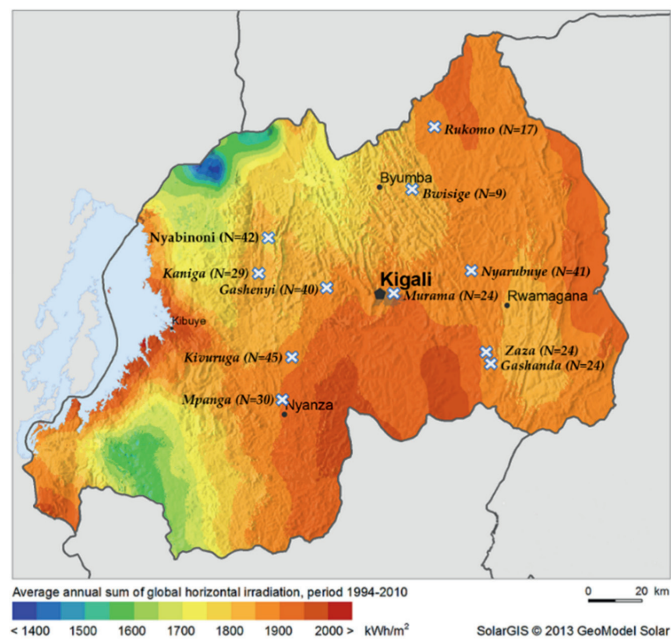 Rukomo (N=17)
Byumba
Bwisige (N=9)
Nyabinoni (N=42)
Kaniga (N=29)
Nyarubuye (N=41)
Gashenyi (N=40)
Kigali
Murama (N=24)
Rwamagana
Kibuye
Kivuruga (N=45)
Zaza (N=24)
Gashanda (N=24)
Mpanga (N=30)
Nyanza
Average annual sum of global horizontal irradiation, period 1994-2010
0 20 km
< 1400 1500 1600 1700 1800 1900 2000 > kWh/m²
SolarGIS © 2013 GeoModel Solar